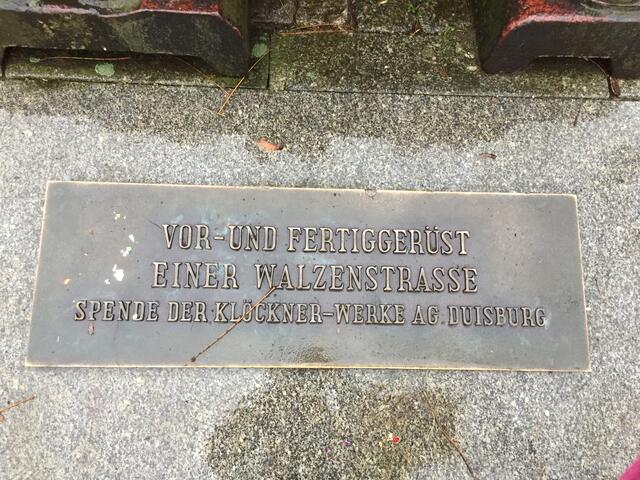 VOR-UND FERTIGGERÜST
EINER WALZENSTRASSE
SPENDE DER KLÖCKNER-WERKE AG. DUISBURG